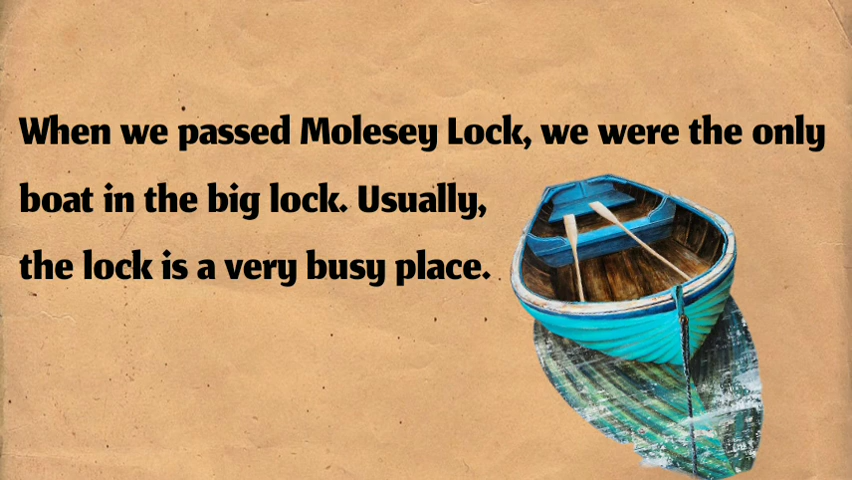 When we passed Molesey Lock, we were the only
boat in the big lock. Usually,
the lock is a very busy place.